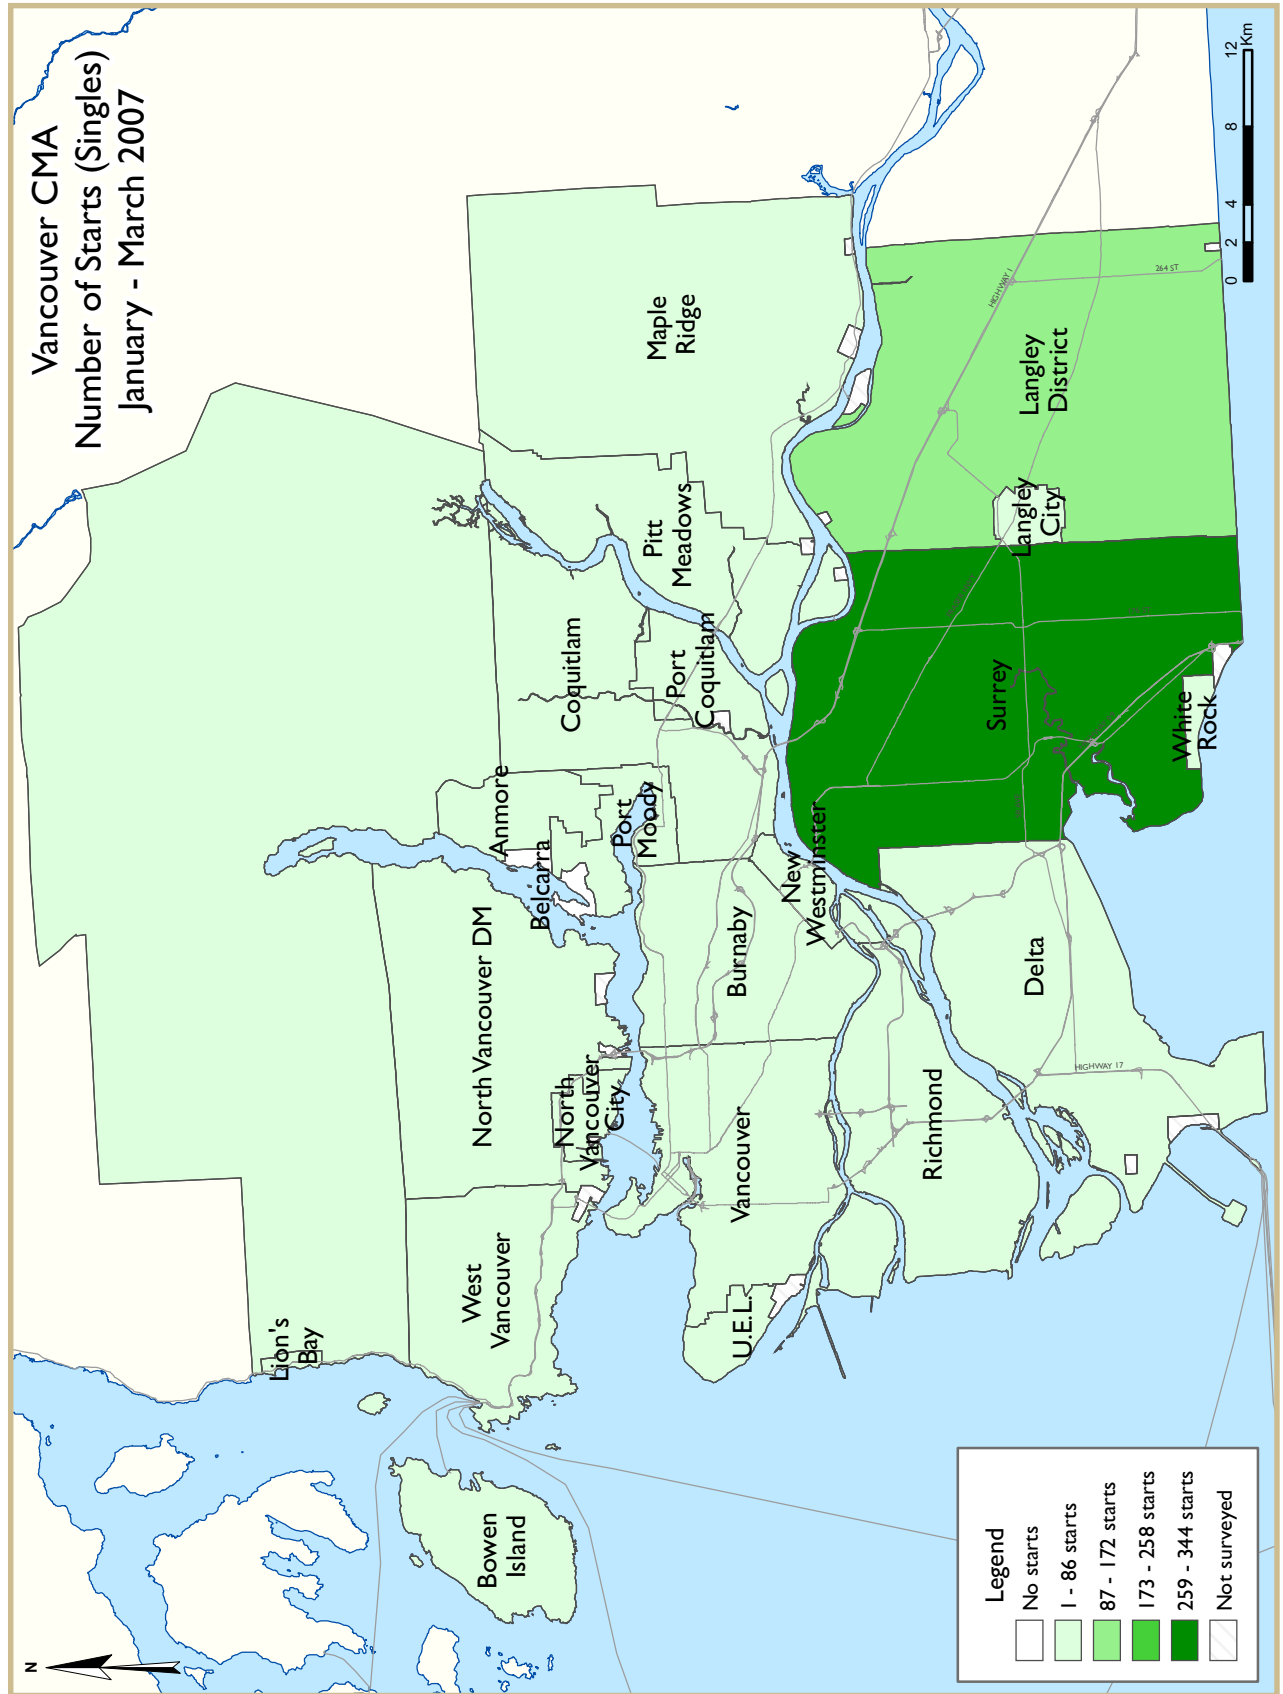 Vancouver CMA
Number of Starts (Singles)
January - March 2007
N
Lion's
Bay
Bowen
Island
West
Vancouver
North Vancouver DM
North
Vancouver
City
Anmore
Belcarra
Port
Moody
Coquitlam
Port
Coquitlam
Pitt
Meadows
Maple
Ridge
U.E.L.
Vancouver
Burnaby
New
Westminster
Richmond
Delta
Surrey
White
Rock
Langley
City
Langley
District
HIGHWAY 1
264 ST
HIGHWAY 17
Legend
No starts
1 - 86 starts
87 - 172 starts
173 - 258 starts
259 - 344 starts
Not surveyed
0 2 4 8 12
Km